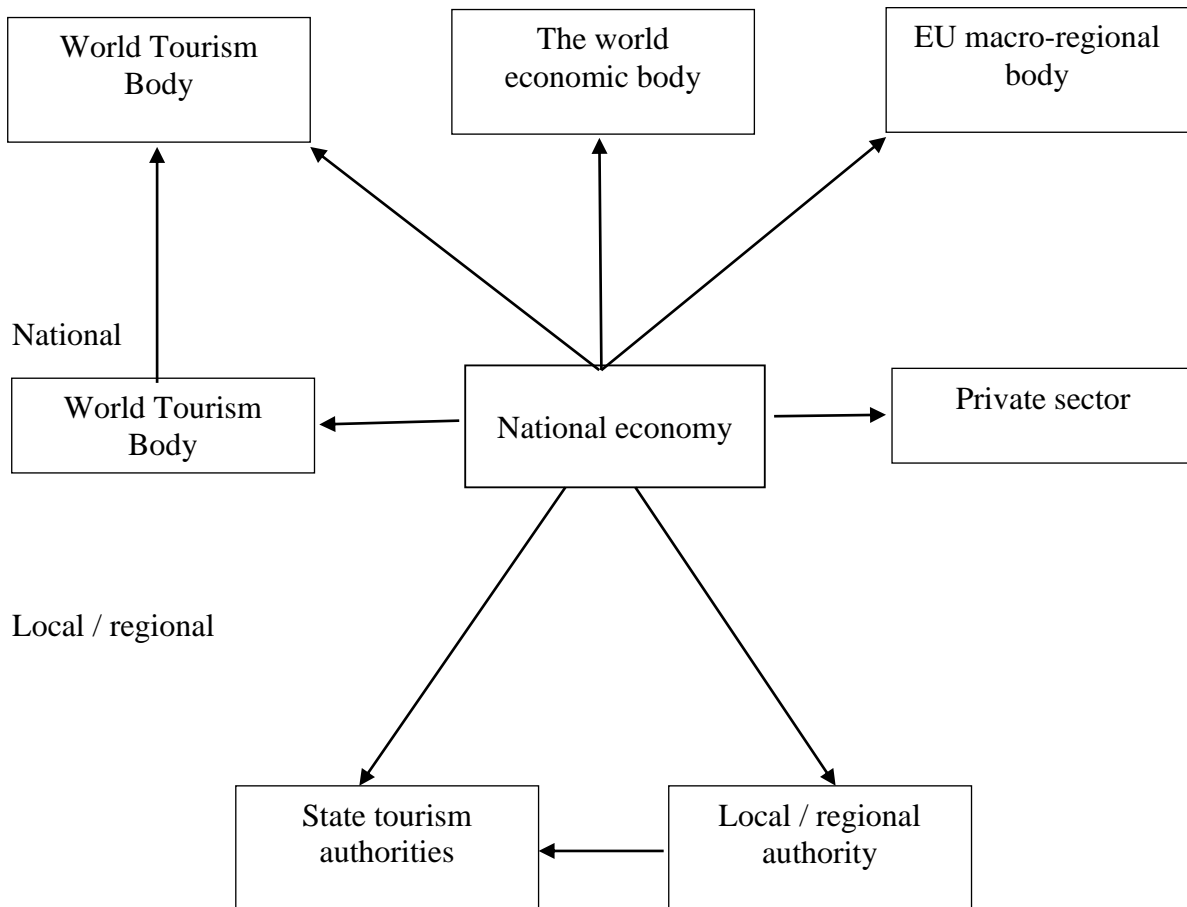 World Tourism
Body
The world
economic body
EU macro-regional
body
National
World Tourism
Body
National economy
Private sector
Local / regional
State tourism
authorities
Local / regional
authority